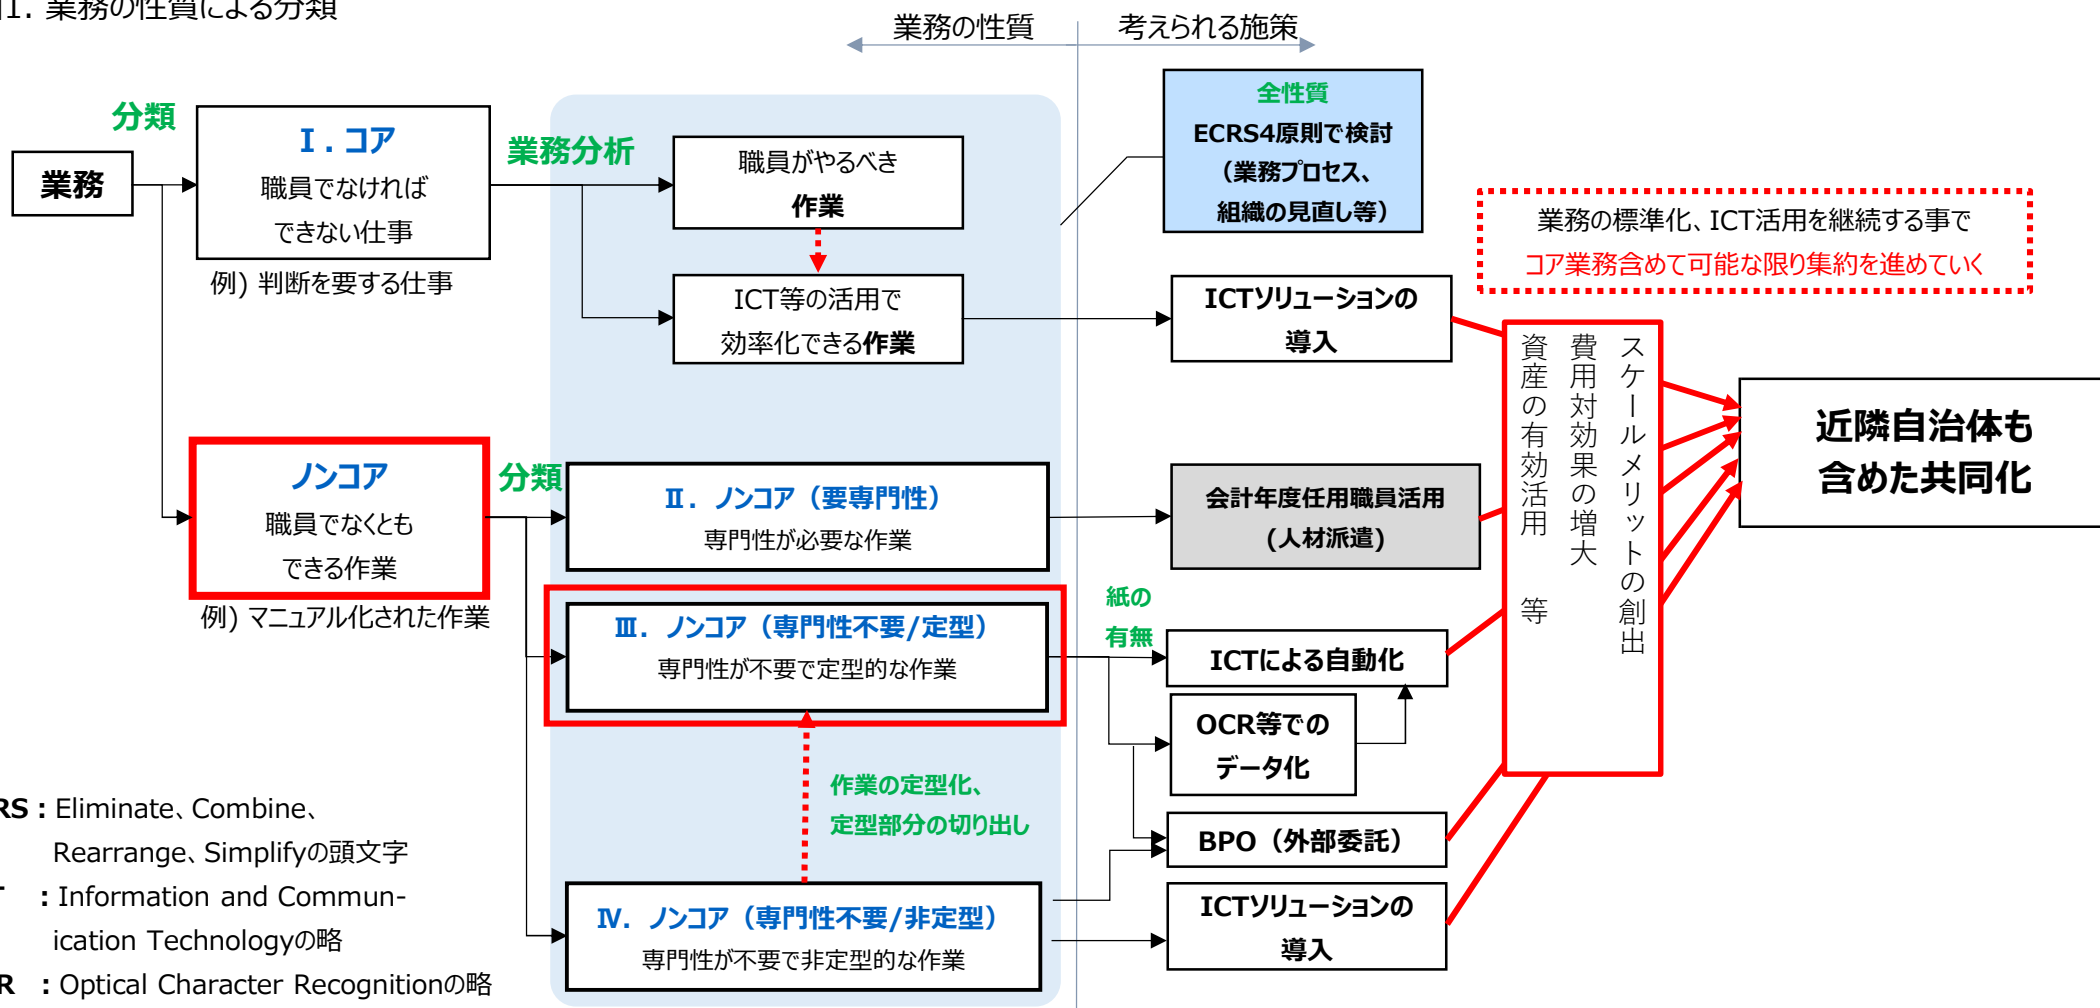 1. 業務の性質による分類
業務の性質
考えられる施策
分類
業務
Ⅰ. コア
職員でなければ
できない仕事
例) 判断を要する仕事
業務分析
職員がやるべき
作業
ICT等の活用で
効率化できる作業
全性質
ECRS4原則で検討
（業務プロセス、
組織の見直し等）
ICTソリューションの
導入
業務の標準化、ICT活用を継続する事で
コア業務含めて可能な限り集約を進めていく
スケールメリットの創出
費用対効果の増大
資産の有効活用 等
近隣自治体も
含めた共同化
ノンコア
職員でなくとも
できる作業
例) マニュアル化された作業
分類
Ⅱ. ノンコア（要専門性）
専門性が必要な作業
会計年度任用職員活用
(人材派遣)
Ⅲ. ノンコア（専門性不要/定型）
専門性が不要で定型的な作業
紙の
有無
ICTによる自動化
OCR等での
データ化
作業の定型化、
定型部分の切り出し
BPO（外部委託）
Ⅳ. ノンコア（専門性不要/非定型）
専門性が不要で非定型的な作業
ICTソリューションの
導入
RS：Eliminate、Combine、
Rearrange、Simplifyの頭文字
：Information and Commun-
ication Technologyの略
R ：Optical Character Recognitionの略